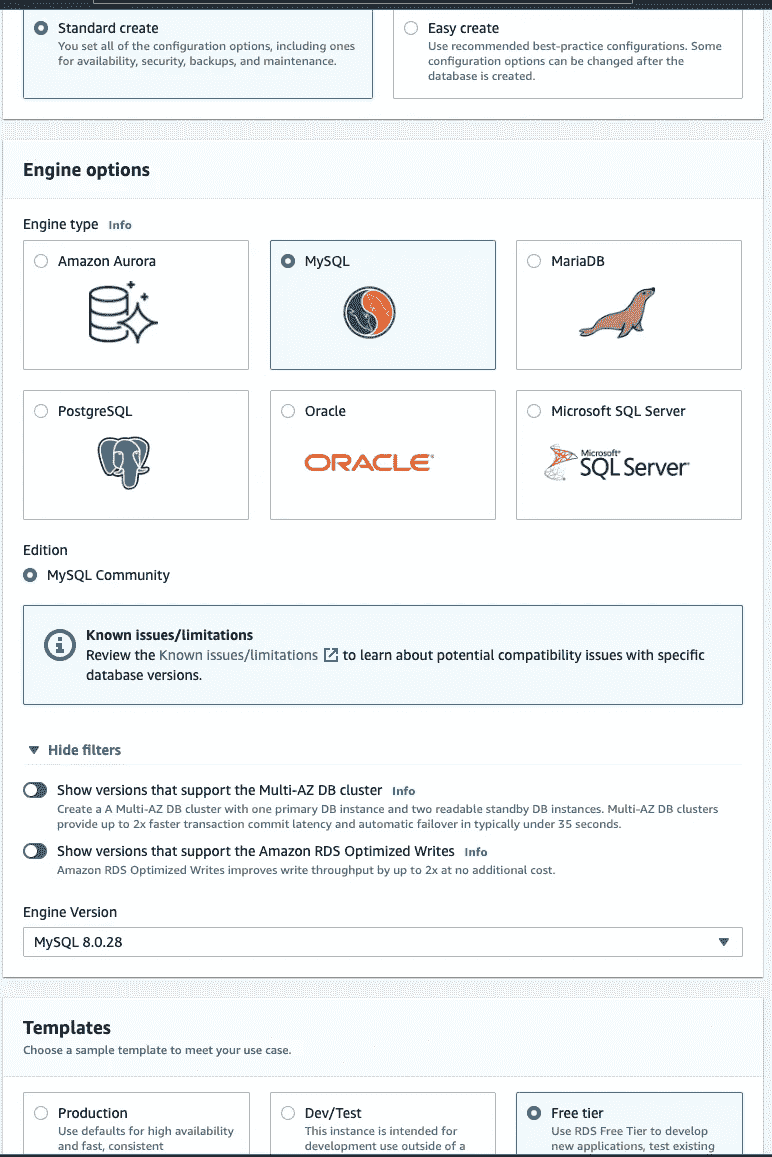 Standard create
You set all of the configuration options, including ones
for availability, security, backups, and maintenance.
Easy create
Use recommended best-practice configurations. Some
configuration options can be changed after the
database is created.
Engine options
Engine type Info
Amazon Aurora
MySQL
MariaDB
PostgreSQL
Oracle
ORACLE
Microsoft SQL Server
Microsoft®
SQL Server®
Edition
MySQL Community
Known issues/limitations
Review the Known issues/limitations to learn about potential compatibility issues with specific
database versions.
Hide filters
Show versions that support the Multi-AZ DB cluster Info
Create a A Multi-AZ DB cluster with one primary DB instance and two readable standby DB instances. Multi-AZ DB clusters
provide up to 2x faster transaction commit latency and automatic failover in typically under 35 seconds.
Show versions that support the Amazon RDS Optimized Writes Info
Amazon RDS Optimized Writes improves write throughput by up to 2x at no additional cost.
Engine Version
MySQL 8.0.28
Templates
Choose a sample template to meet your use case.
Production
Use defaults for high availability
and fast, consistent
Dev/Test
This instance is intended for
development use outside of a
Free tier
Use RDS Free Tier to develop
new applications, test existing